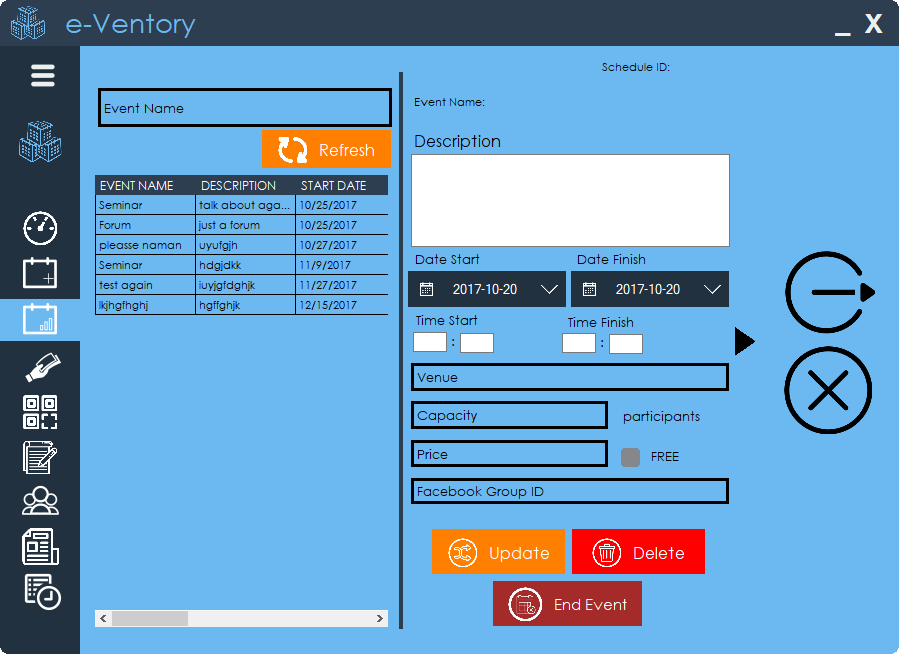 e-Ventory
_ X
Event Name
Refresh
EVENT NAME DESCRIPTION START DATE
Seminar talk about aga... 10/25/2017
Forum just a forum 10/25/2017
pleasse naman uyufgjh 10/27/2017
Seminar hdgjdkk 11/9/2017
test again iuyjgfdghjk 11/27/2017
lkjhgfhghj hgffghjk 12/15/2017
Schedule ID:
Event Name:
Description
Date Start Date Finish
2017-10-20 2017-10-20
Time Start Time Finish
: :
Venue
Capacity participants
Price FREE
Facebook Group ID
Update Delete
End Event